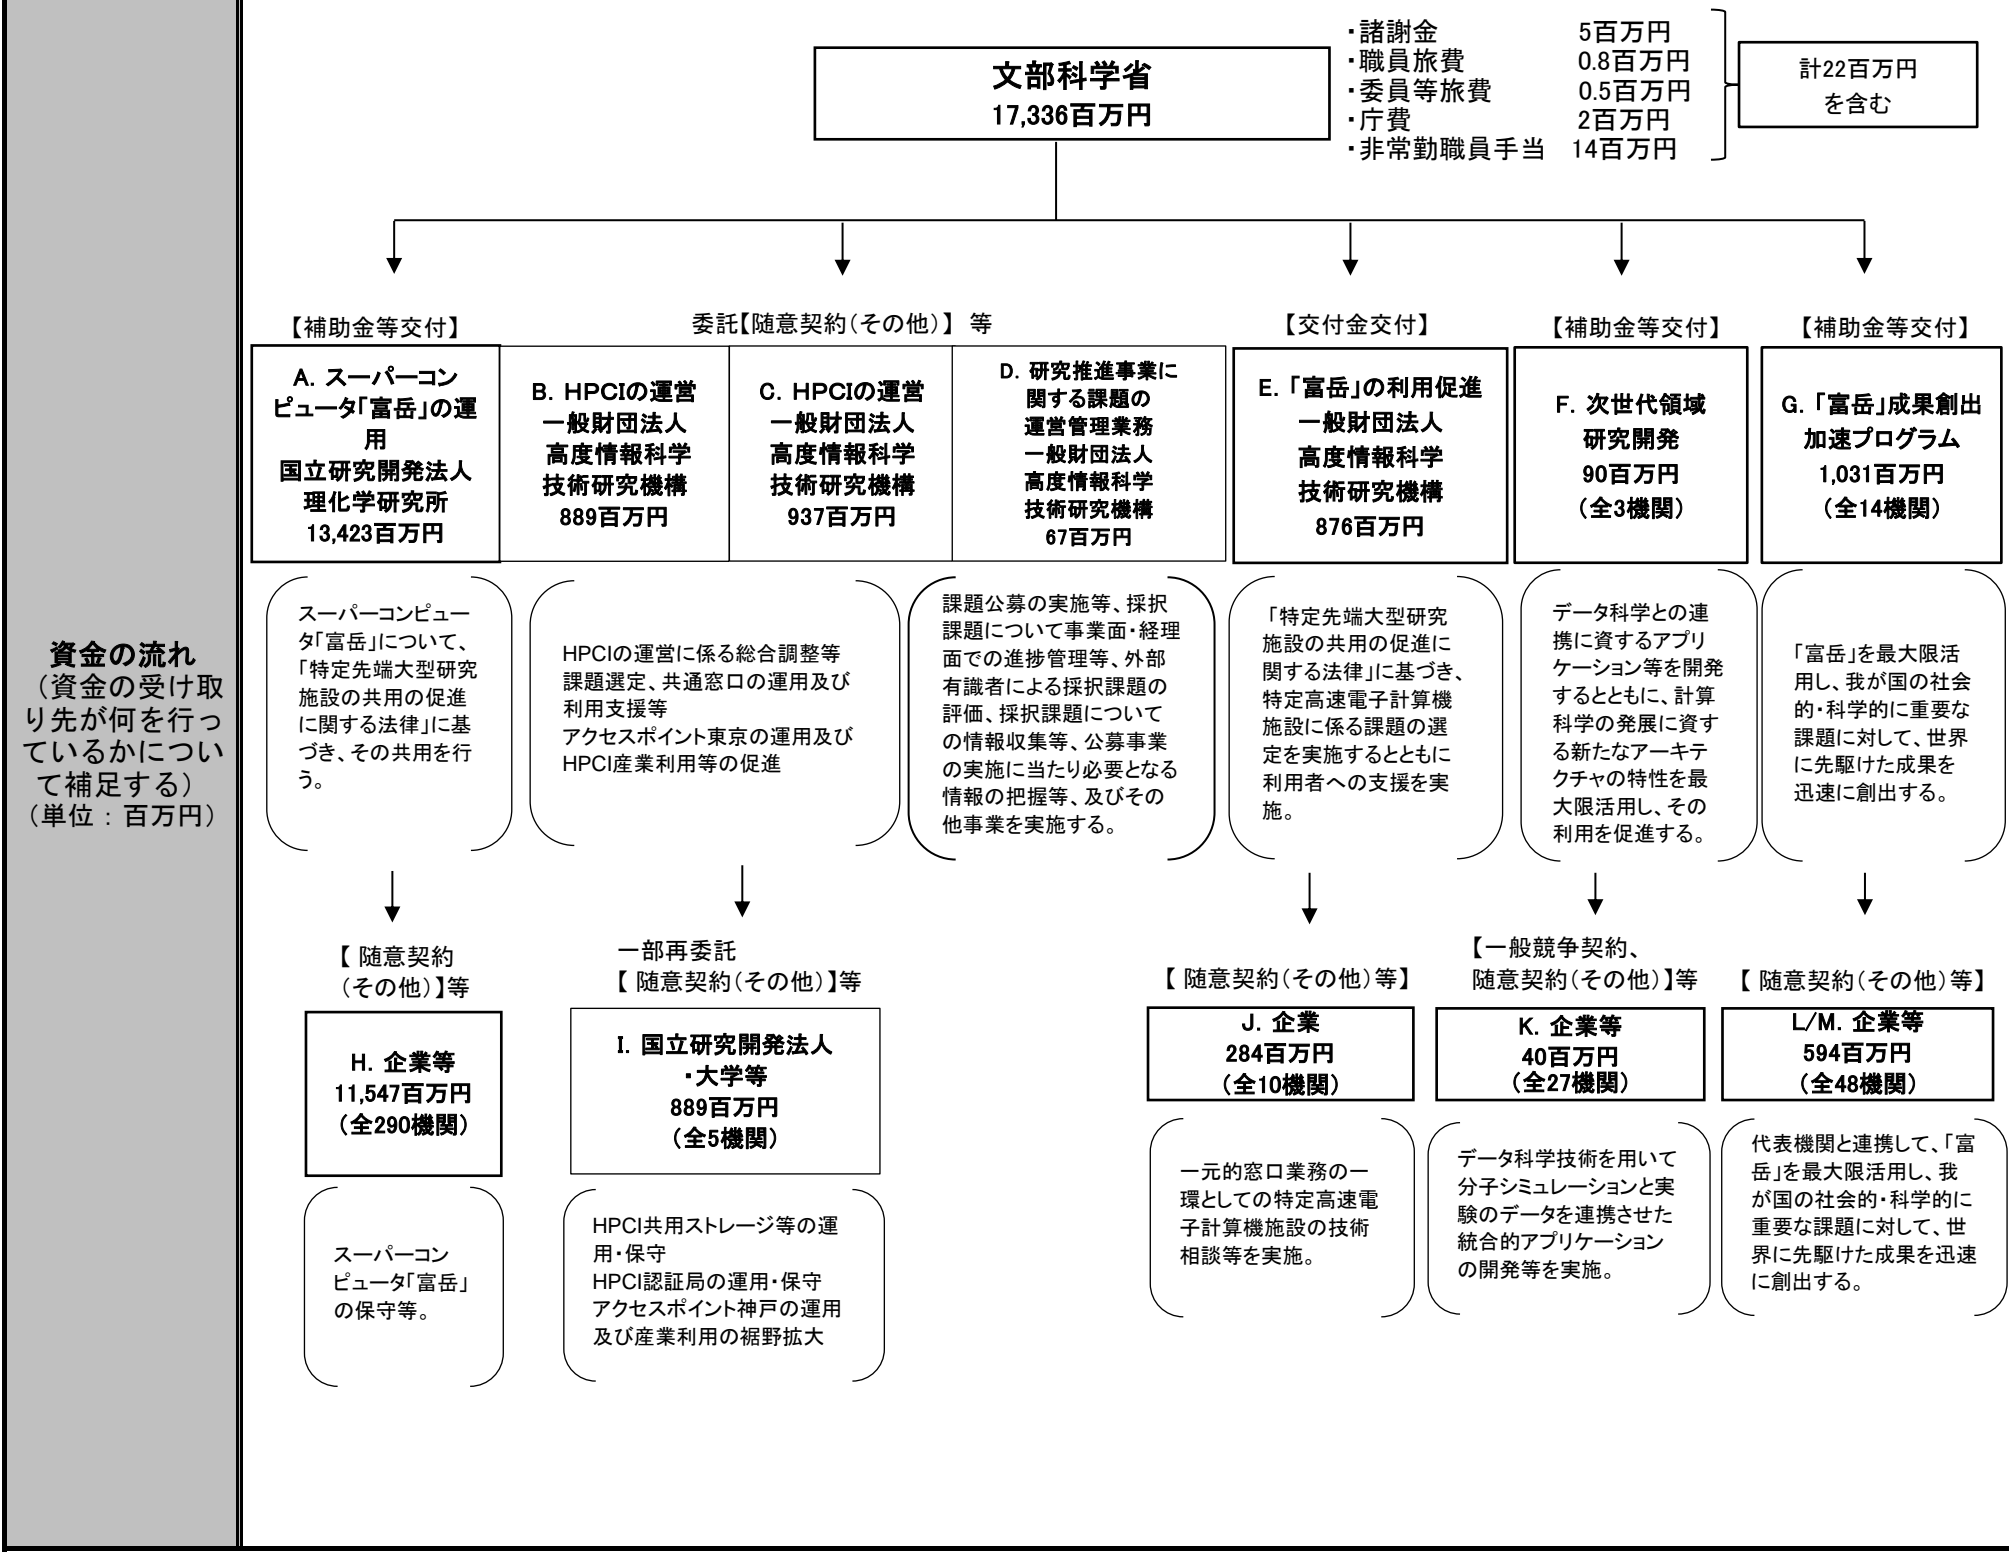 資金の流れ
（資金の受け取
り先が何を行っ
ているかについ
て補足する）
（単位：百万円）
文部科学省
17,336百万円
・諸謝金 5百万円
・職員旅費 0.8百万円
・委員等旅費 0.5百万円
・庁費 2百万円
・非常勤職員手当 14百万円
計22百万円
を含む
【補助金等交付】
A．スーパーコン
ピュータ「富岳」の運
用
国立研究開発法人
理化学研究所
13,423百万円
スーパーコンピュー
タ「富岳」について、
「特定先端大型研究
施設の共用の促進
に関する法律」に基
づき、その共用を行
う。
委託【随意契約（その他）】 等
B．HPCIの運営
一般財団法人
高度情報科学
技術研究機構
889百万円
C．HPCIの運営
一般財団法人
高度情報科学
技術研究機構
937百万円
HPCIの運営に係る総合調整等
課題選定、共通窓口の運用及び
利用支援等
アクセスポイント東京の運用及び
HPCI産業利用等の促進
D．研究推進事業に
関する課題の
運営管理業務
一般財団法人
高度情報科学
技術研究機構
67百万円
課題公募の実施等、採択
課題について事業面・経理
面での進捗管理等、外部
有識者による採択課題の
評価、採択課題について
の情報収集等、公募事業
の実施に当たり必要となる
情報の把握等、及びその
他事業を実施する。
【交付金交付】
E．「富岳」の利用促進
一般財団法人
高度情報科学
技術研究機構
876百万円
「特定先端大型研究
施設の共用の促進に
関する法律」に基づき、
特定高速電子計算機
施設に係る課題の選
定を実施するとともに
利用者への支援を実
施。
【補助金等交付】
F．次世代領域
研究開発
90百万円
（全3機関）
データ科学との連
携に資するアプリ
ケーション等を開発
するとともに、計算
科学の発展に資す
る新たなアーキテ
クチャの特性を最
大限活用し、その
利用を促進する。
【補助金等交付】
G．「富岳」成果創出
加速プログラム
1,031百万円
（全14機関）
「富岳」を最大限活
用し、我が国の社会
的・科学的に重要な
課題に対して、世界
に先駆けた成果を
迅速に創出する。
【 随意契約
（その他）】等
H．企業等
11,547百万円
（全290機関）
スーパーコン
ピュータ「富岳」
の保守等。
一部再委託
【 随意契約（その他）】等
I．国立研究開発法人
・大学等
889百万円
（全5機関）
HPCI共用ストレージ等の運
用・保守
HPCI認証局の運用・保守
アクセスポイント神戸の運用
及び産業利用の裾野拡大
【 随意契約（その他）等】
J．企業
284百万円
（全10機関）
一元的窓口業務の一
環としての特定高速電
子計算機施設の技術
相談等を実施。
【一般競争契約、
随意契約（その他）】等
K．企業等
40百万円
（全27機関）
データ科学技術を用いて
分子シミュレーションと実
験のデータを連携させた
統合的アプリケーション
の開発等を実施。
【 随意契約（その他）等】
L/M．企業等
594百万円
（全48機関）
代表機関と連携して、「富
岳」を最大限活用し、我
が国の社会的・科学的に
重要な課題に対して、世
界に先駆けた成果を迅速
に創出する。